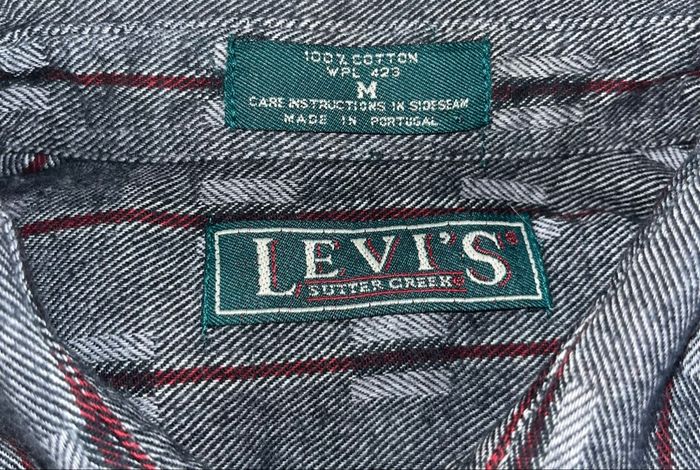 100% COTTON
WPL 423
M
CARE INSTRUCTIONS IN SIDESEAM
MADE IN PORTUGAL
LEVI'S®
SUTTER CREEK